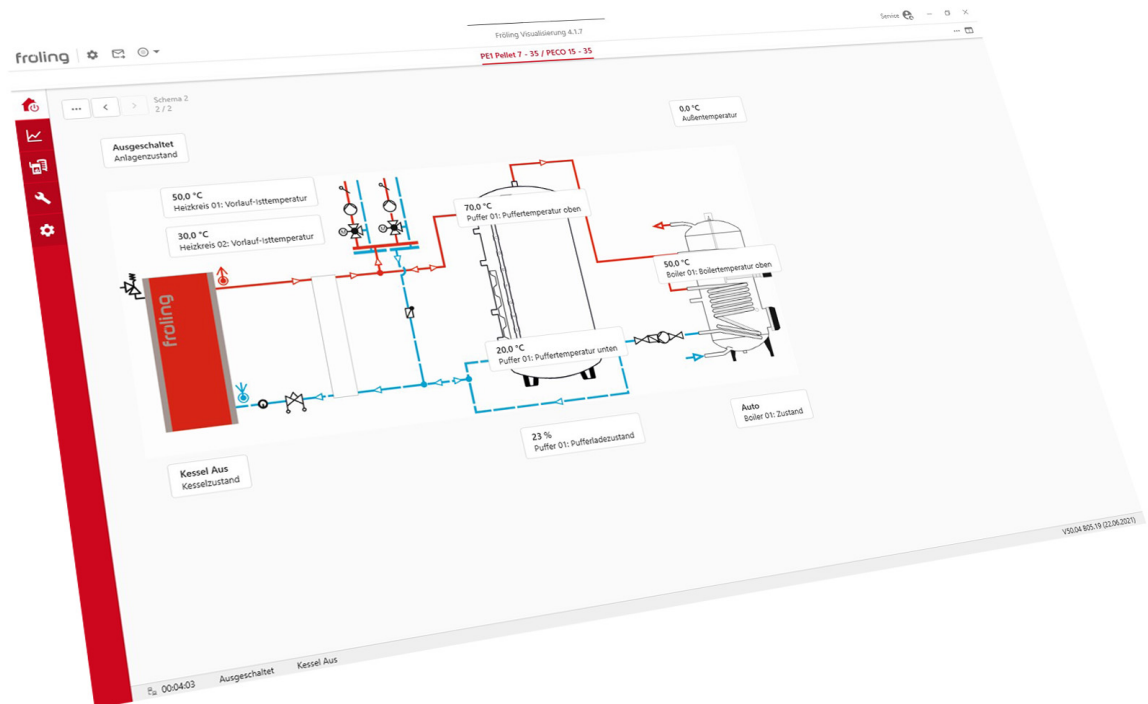 Fröling Visualisierung 4.1.7
Service
froling
PE1 Pellet 7 - 35 / PECO 15 - 35
Schema 2
2 / 2
0,0 °C
Außentemperatur
Ausgeschaltet
Anlagenzustand
50,0 °C
Heizkreis 01: Vorlauf-Isttemperatur
30,0 °C
Heizkreis 02: Vorlauf-Isttemperatur
70,0 °C
Puffer 01: Puffertemperatur oben
50,0 °C
Boiler 01: Boilertemperatur oben
froling
20,0 °C
Puffer 01: Puffertemperatur unten
Auto
Boiler 01: Zustand
23 %
Puffer 01: Pufferladezustand
Kessel Aus
Kesselzustand
V50.04 B05.19 (22.06.2021)
00:04:03 Ausgeschaltet Kessel Aus